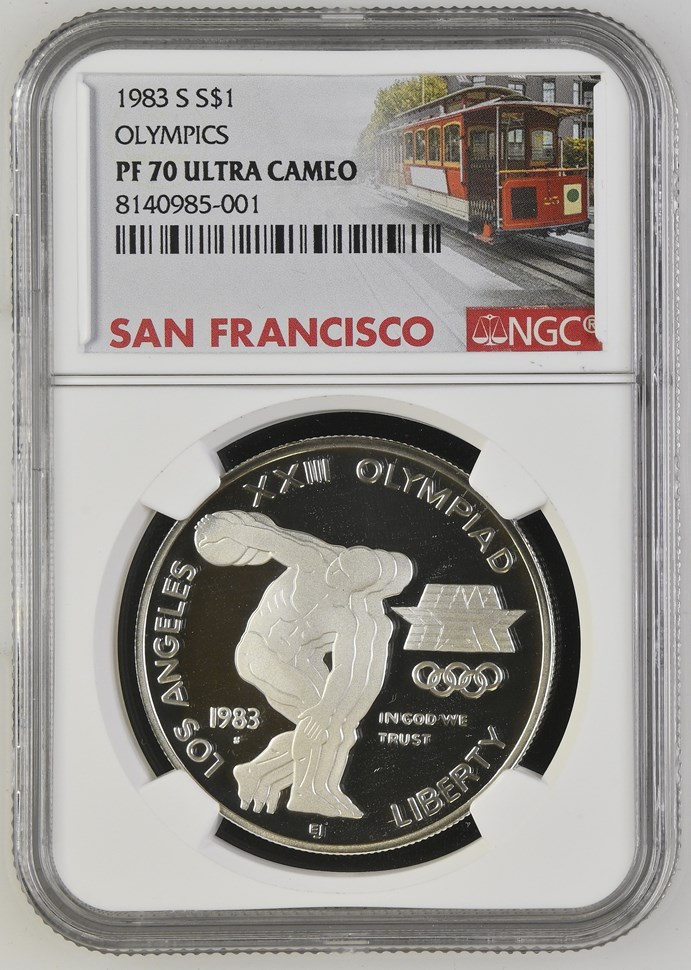 1983 S S$1
OLYMPICS
PF 70 ULTRA CAMEO
8140985-001
25
SAN FRANCISCO
NGC®
XXIII OLYMPIAD
LOS ANGELES
1983
S
IN GOD WE
TRUST
LIBERTY
EJ